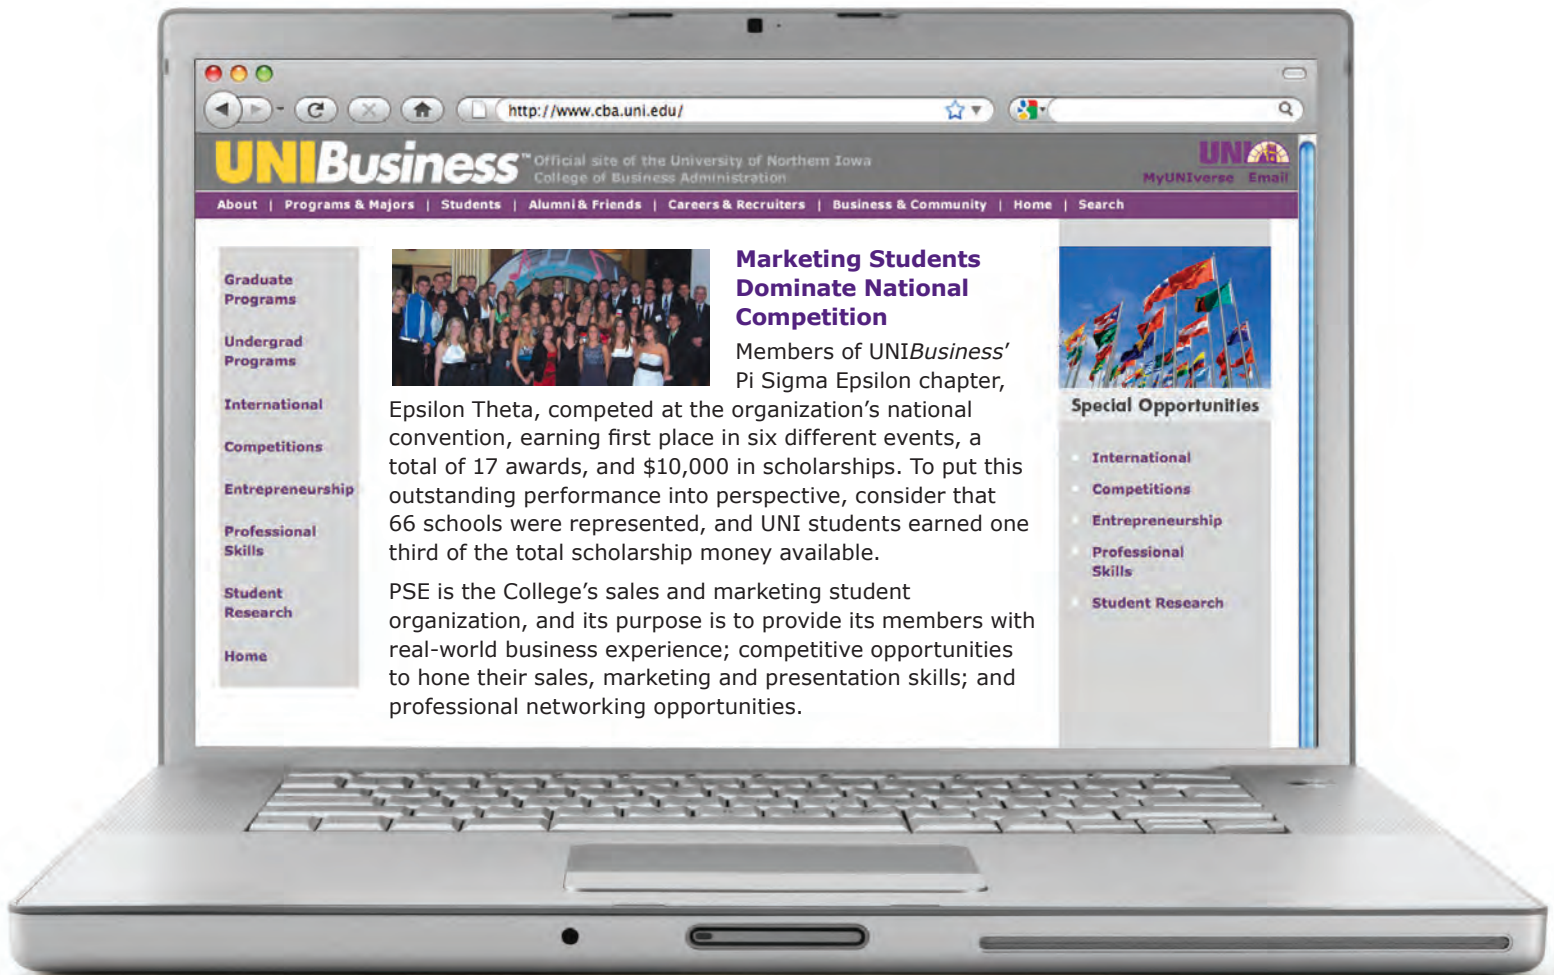 http://www.cba.uni.edu/
UNIBusiness™
Official site of the University of Northern Iowa
College of Business Administration
UNI
MyUNIverse Email
About | Programs & Majors | Students | Alumni & Friends | Careers & Recruiters | Business & Community | Home | Search
Graduate
Programs
Undergrad
Programs
International
Competitions
Entrepreneurship
Professional
Skills
Student
Research
Home
Marketing Students
Dominate National
Competition
Members of UNIBusiness’
Pi Sigma Epsilon chapter,
Epsilon Theta, competed at the organization’s national
convention, earning first place in six different events, a
total of 17 awards, and $10,000 in scholarships. To put this
outstanding performance into perspective, consider that
66 schools were represented, and UNI students earned one
third of the total scholarship money available.
PSE is the College’s sales and marketing student
organization, and its purpose is to provide its members with
real-world business experience; competitive opportunities
to hone their sales, marketing and presentation skills; and
professional networking opportunities.
Special Opportunities
International
Competitions
Entrepreneurship
Professional
Skills
Student Research